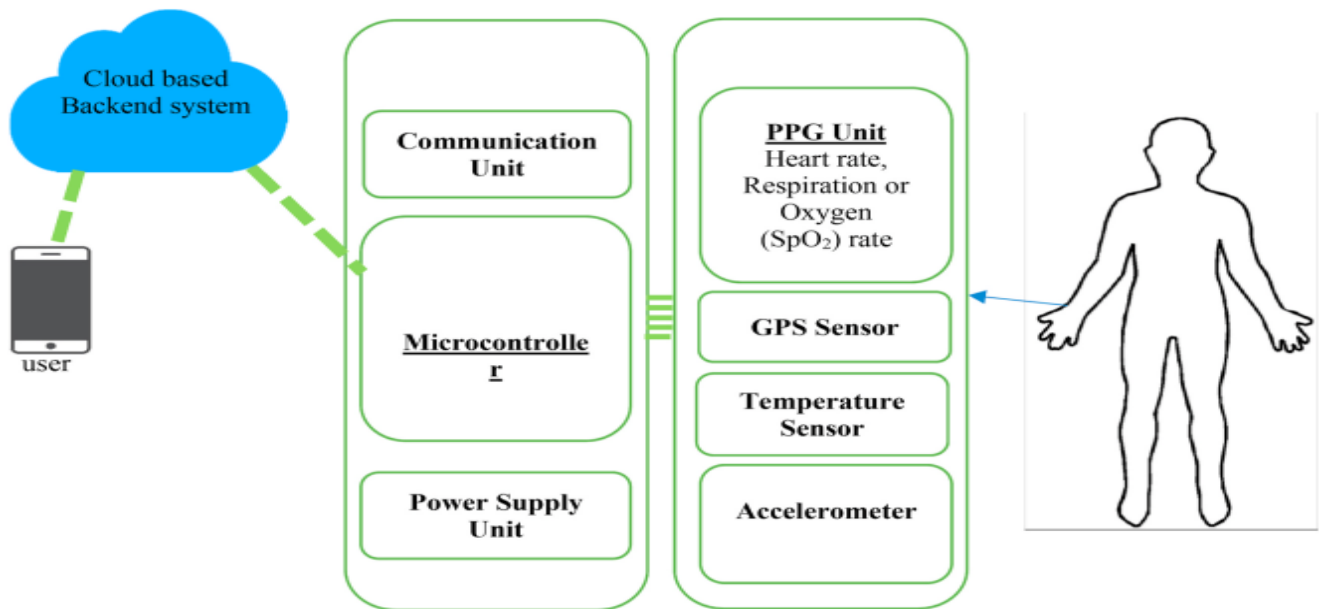 Cloud based
Backend system
user
Communication
Unit
Microcontrolle
r
Power Supply
Unit
PPG Unit
Heart rate,
Respiration or
Oxygen
(SpO₂) rate
GPS Sensor
Temperature
Sensor
Accelerometer